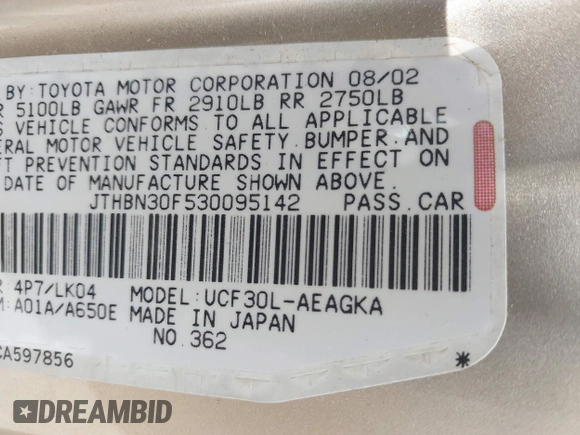 BY: TOYOTA MOTOR CORPORATION 08/02
5100LB GAWR FR 2910LB RR 2750LB
VEHICLE CONFORMS TO ALL APPLICABLE
MOTOR VEHICLE SAFETY, BUMPER, AND
PREVENTION STANDARDS IN EFFECT ON
DATE OF MANUFACTURE SHOWN ABOVE.
JTHBN30F530095142 PASS.CAR
4P7/LK04 MODEL: UCF30L-AEAGKA
A01A/A650E MADE IN JAPAN
NO.362
CA597856 *
DREAMBID